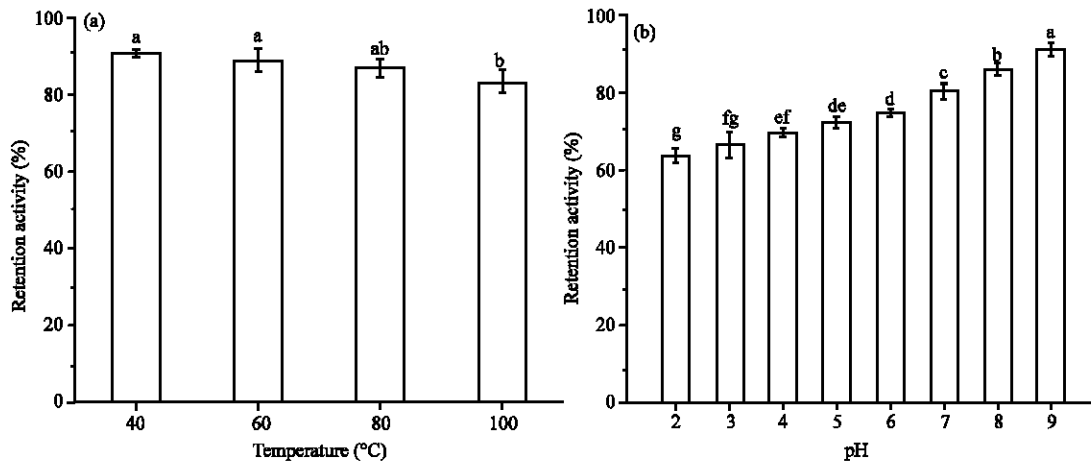 (a)
Retention activity (%)
100
80
60
40
20
0
a
a
ab
b
40
60
80
100
Temperature (°C)
(b)
Retention activity (%)
100
80
60
40
20
0
g
fg
ef
de
d
c
b
a
2
3
4
5
6
7
8
9
pH